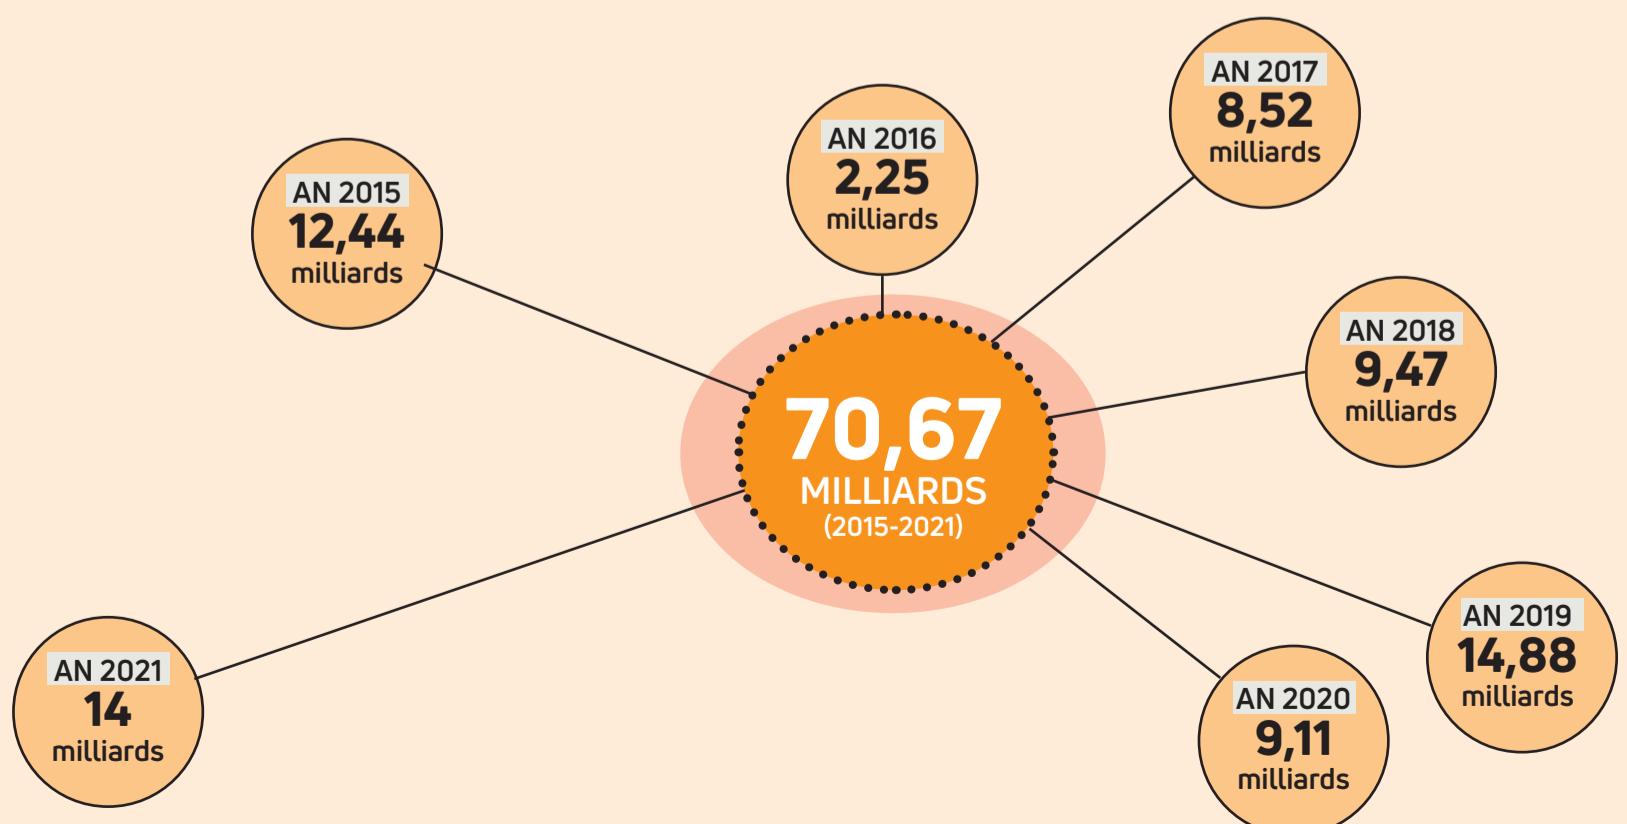 AN 2015
12,44
milliards
AN 2016
2,25
milliards
AN 2017
8,52
milliards
AN 2018
9,47
milliards
70,67
MILLIARDS
(2015-2021)
AN 2019
14,88
milliards
AN 2020
9,11
milliards
AN 2021
14
milliards